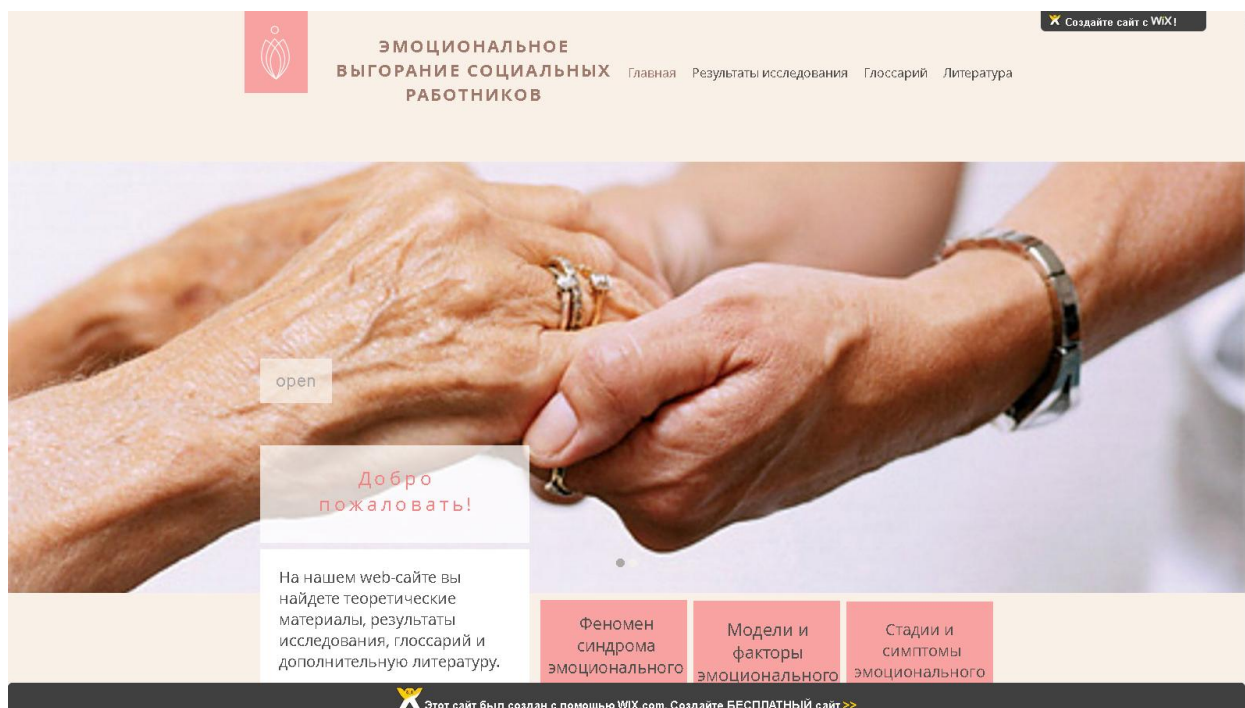 Создайте сайт с WiX!
ЭМОЦИОНАЛЬНОЕ
ВЫГОРАНИЕ СОЦИАЛЬНЫХ
РАБОТНИКОВ
Главная Результаты исследования Глоссарий Литература
open
Добро
пожаловать!
На нашем web-сайте вы
найдете теоретические
материалы, результаты
исследования, глоссарий и
дополнительную литературу.
Феномен
синдрома
эмоционального
Модели и
факторы
эмоционального
Стадии и
симптомы
эмоционального
Этот сайт был создан с помощью WIX.com. Создайте БЕСПЛАТНЫЙ сайт >>